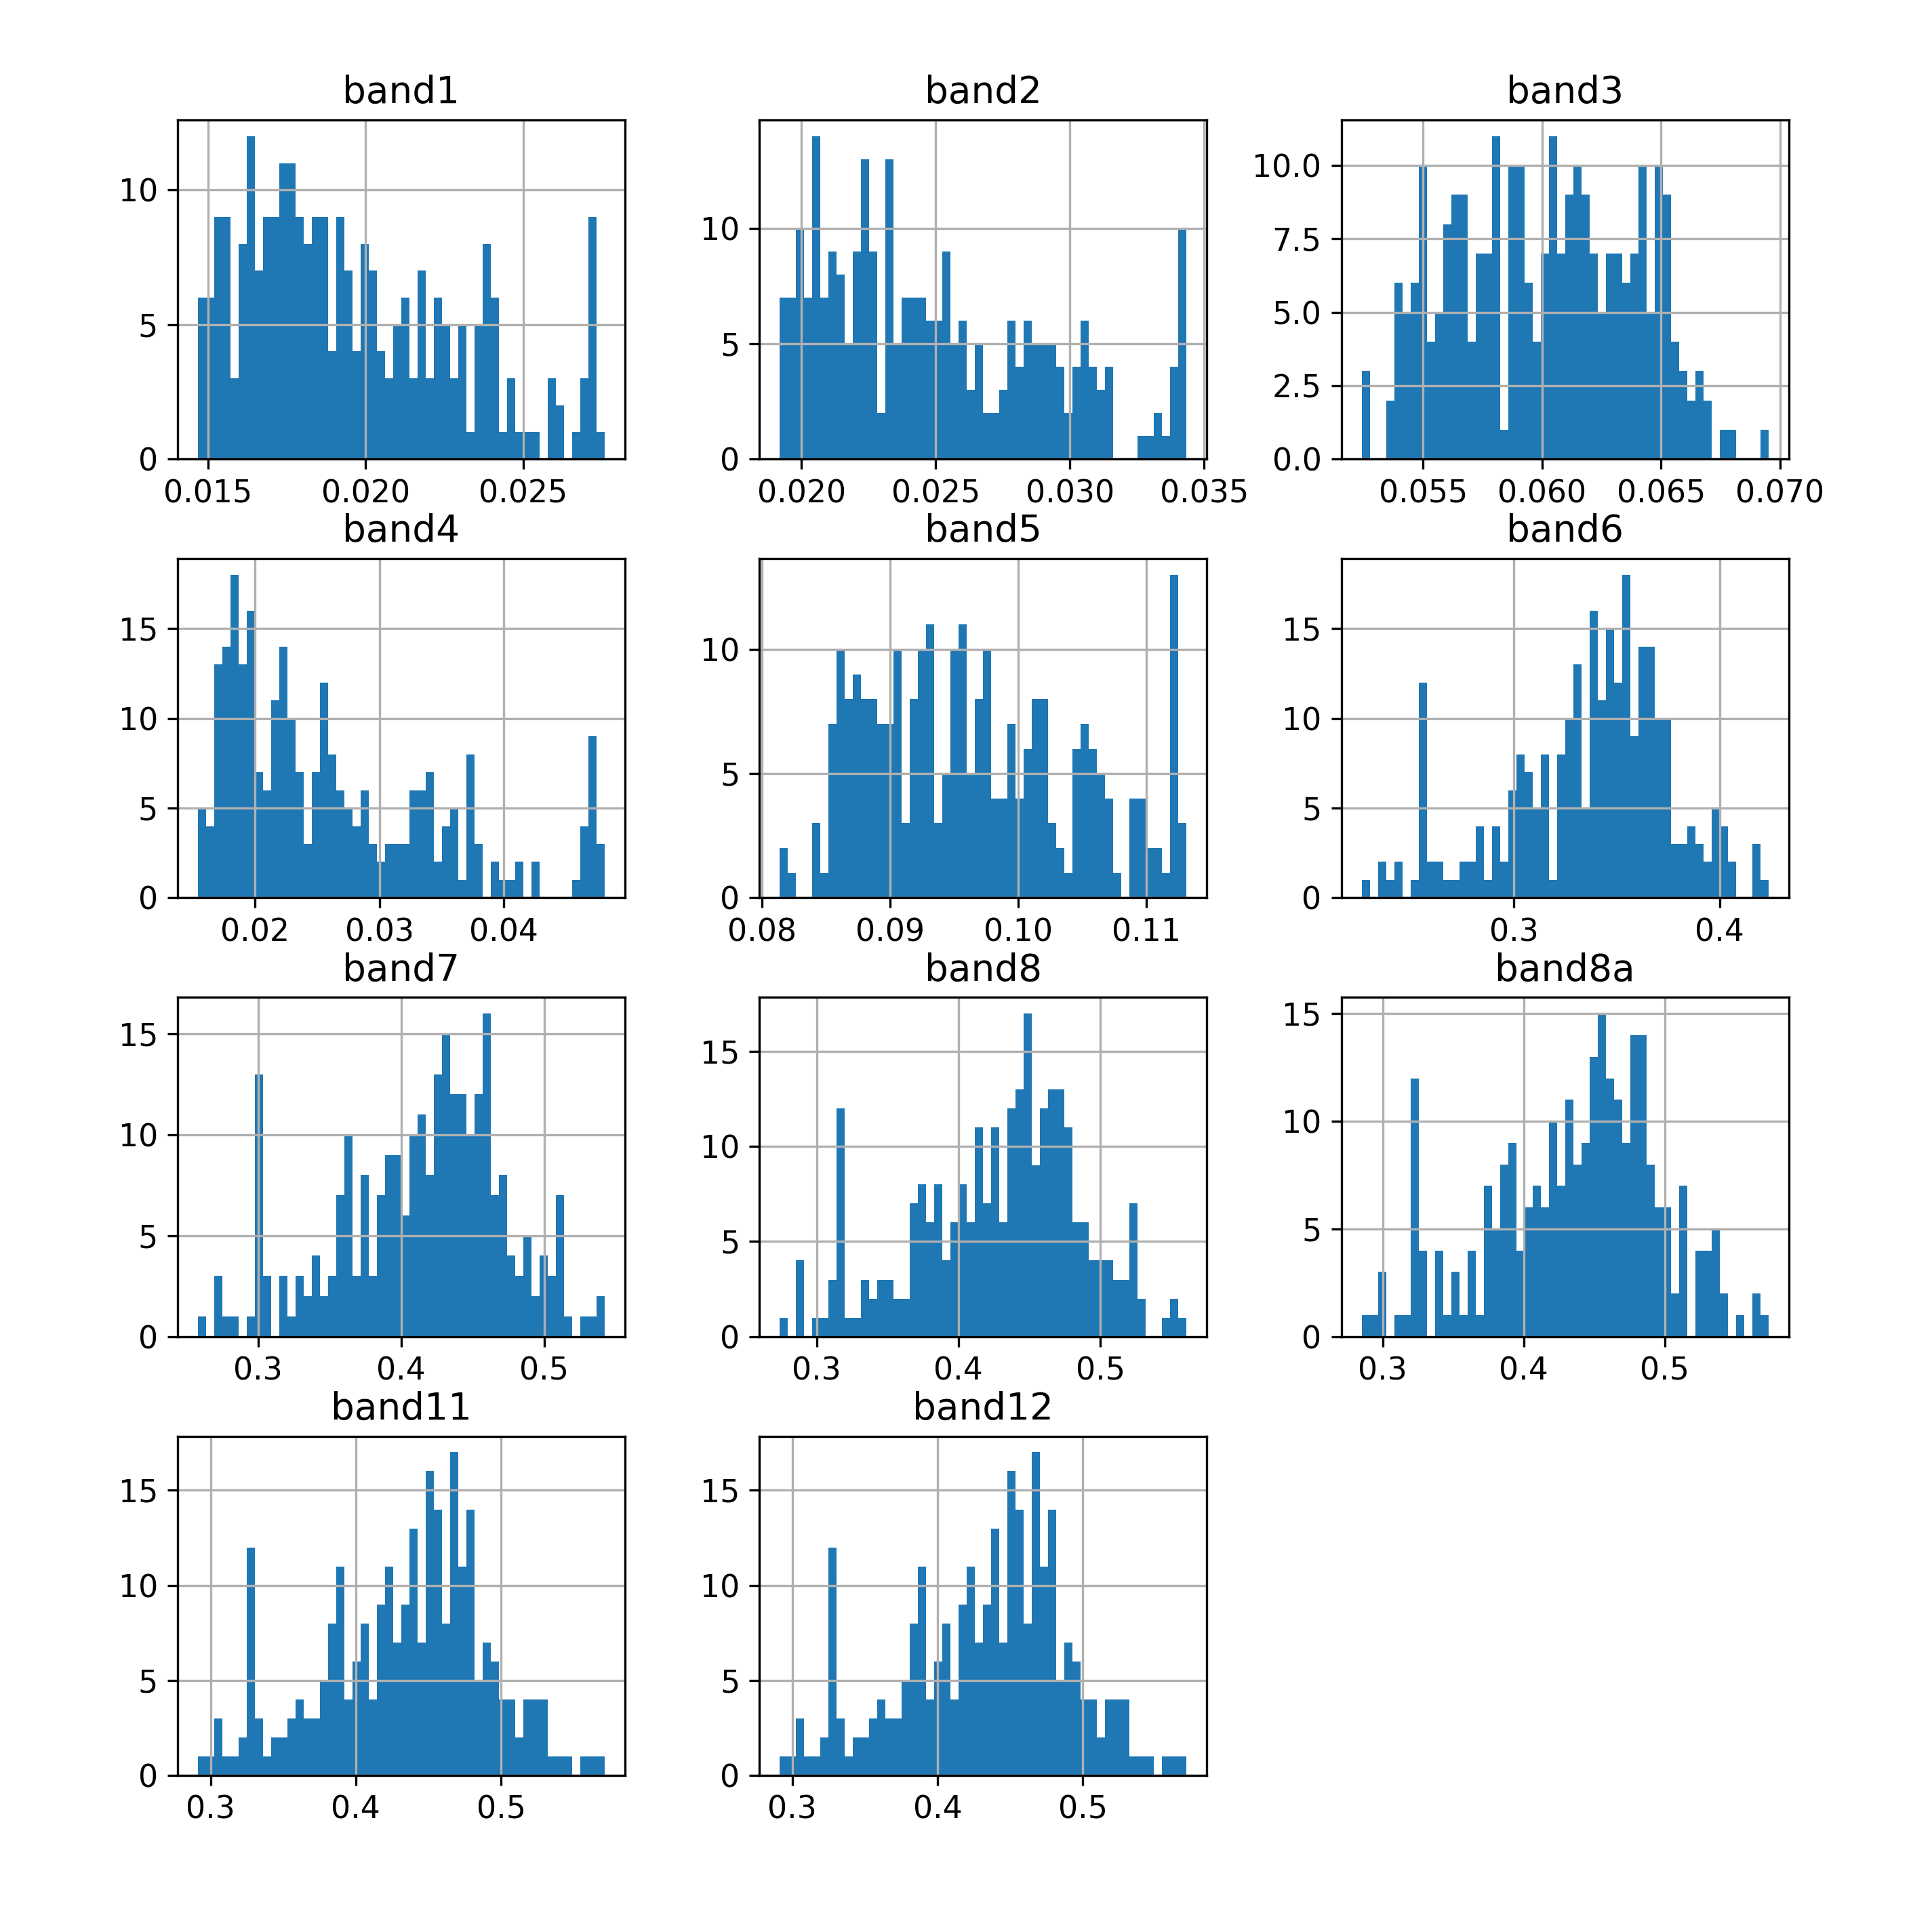 band1 band2 band3
10 5 0
0.015 0.020 0.025
10 5 0
0.020 0.025 0.030 0.035
10.0 7.5 5.0 2.5 0.0
0.055 0.060 0.065 0.070
band4 band5 band6
15 10 5 0
0.02 0.03 0.04
10 5 0
0.08 0.09 0.10 0.11
15 10 5 0
0.3 0.4
band7 band8 band8a
15 10 5 0
0.3 0.4 0.5
15 10 5 0
0.3 0.4 0.5
15 10 5 0
0.3 0.4 0.5
band11 band12
15 10 5 0
0.3 0.4 0.5
15 10 5 0
0.3 0.4 0.5